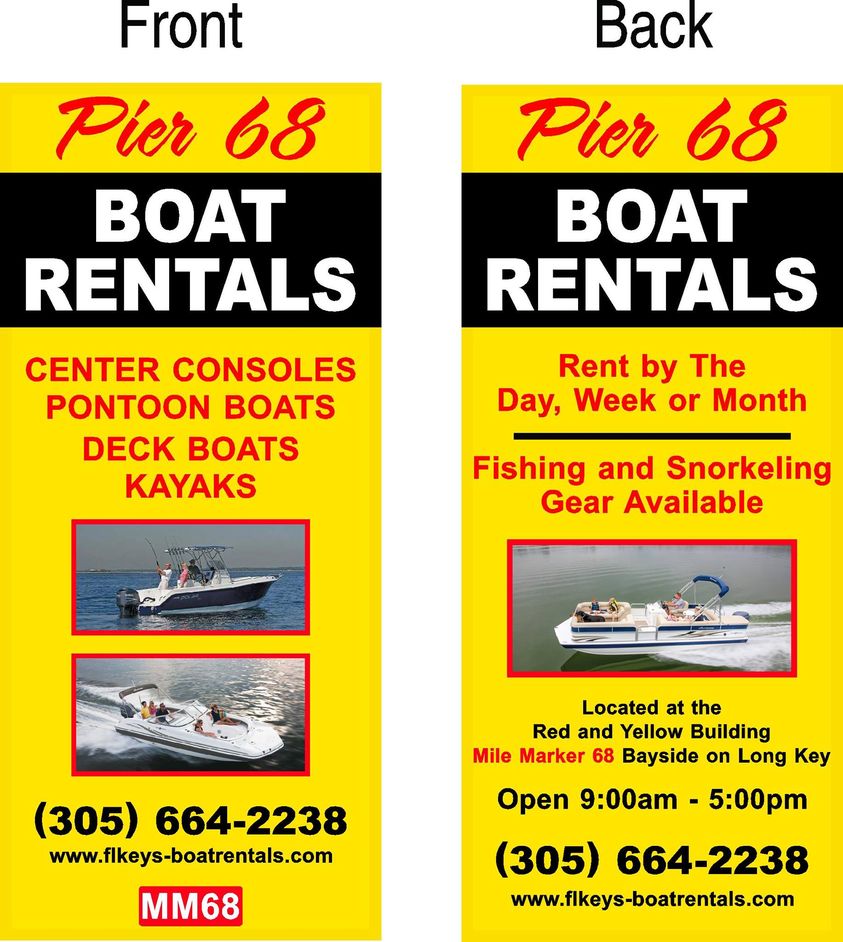 Front
Pier 68
BOAT
RENTALS
CENTER CONSOLES
PONTOON BOATS
DECK BOATS
KAYAKS
(305) 664-2238
www.flkeys-boatrentals.com
MM68
Back
Pier 68
BOAT
RENTALS
Rent by The
Day, Week or Month
Fishing and Snorkeling
Gear Available
Located at the
Red and Yellow Building
Mile Marker 68 Bayside on Long Key
Open 9:00am - 5:00pm
(305) 664-2238
www.flkeys-boatrentals.com